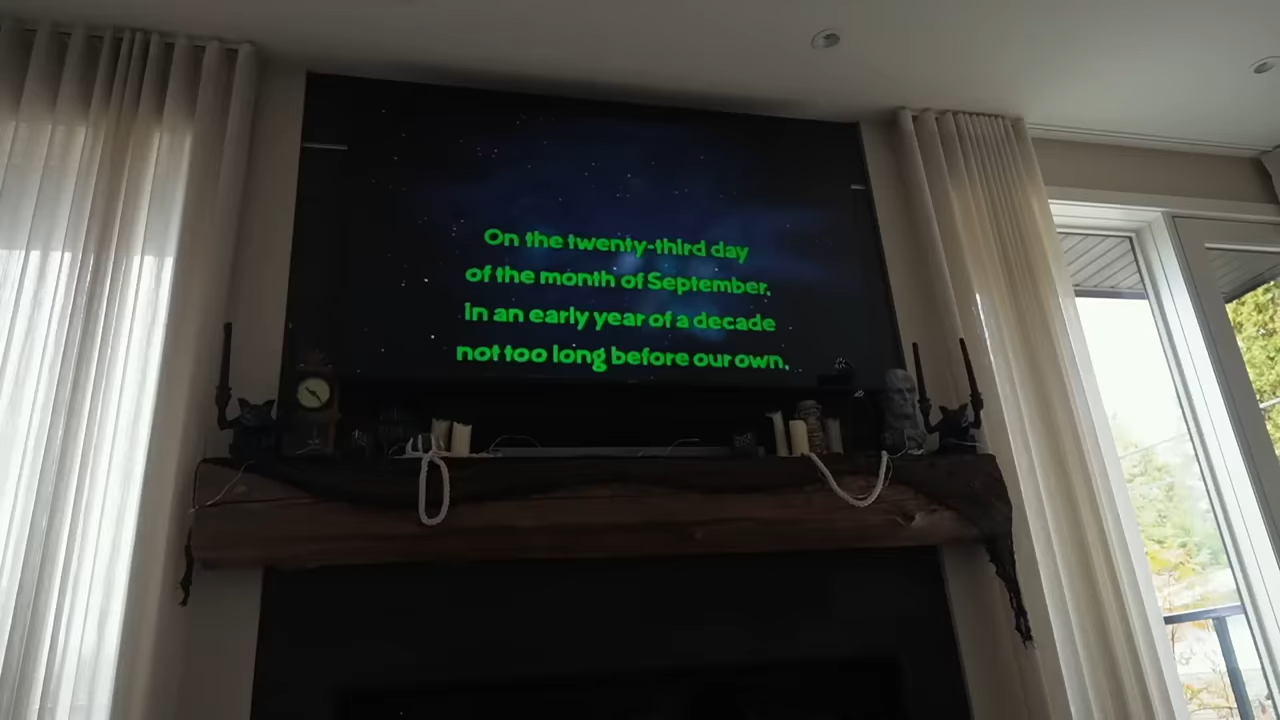 On the twenty-third day
of the month of September,
in an early year of a decade
not too long before our own,